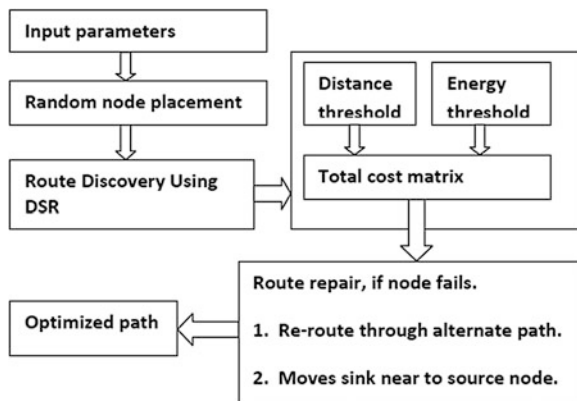 Input parameters
Random node placement
Route Discovery Using
DSR
Distance
threshold
Energy
threshold
Total cost matrix
Route repair, if node fails.
1. Re-route through alternate path.
2. Moves sink near to source node.
Optimized path